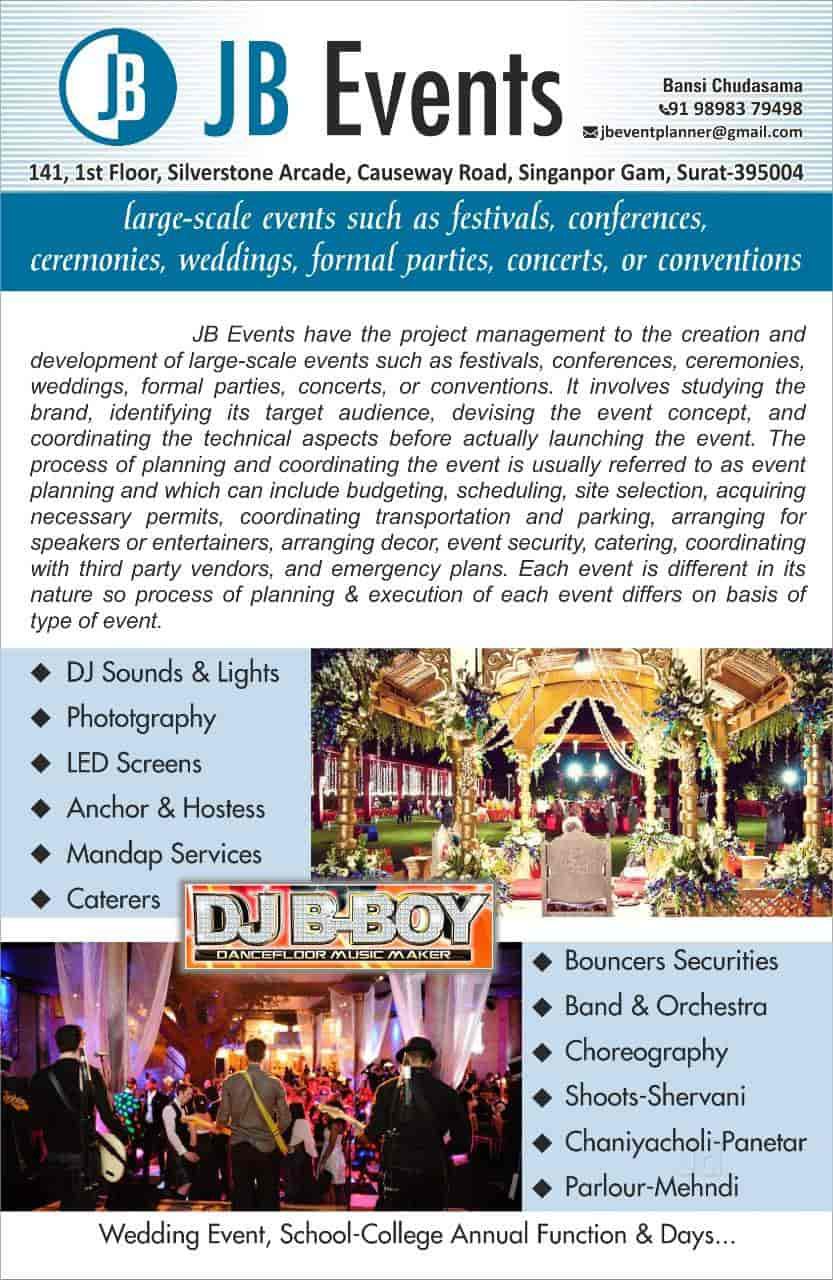 JB
JB Events
Bansi Chudasama
91 98983 79498
jbeventplanner@gmail.com
141, 1st Floor, Silverstone Arcade, Causeway Road, Singanpor Gam, Surat-395004
large-scale events such as festivals, conferences,
ceremonies, weddings, formal parties, concerts, or conventions
JB Events have the project management to the creation and
development of large-scale events such as festivals, conferences, ceremonies,
weddings, formal parties, concerts, or conventions. It involves studying the
brand, identifying its target audience, devising the event concept, and
coordinating the technical aspects before actually launching the event. The
process of planning and coordinating the event is usually referred to as event
planning and which can include budgeting, scheduling, site selection, acquiring
necessary permits, coordinating transportation and parking, arranging for
speakers or entertainers, arranging decor, event security, catering, coordinating
with third party vendors, and emergency plans. Each event is different in its
nature so process of planning & execution of each event differs on basis of
type of event.
◆ DJ Sounds & Lights
◆ Phototgraphy
◆ LED Screens
◆ Anchor & Hostess
◆ Mandap Services
◆ Caterers
DJ B-BOY
DANCEFLOOR MUSIC MAKER
◆ Bouncers Securities
◆ Band & Orchestra
◆ Choreography
◆ Shoots-Shervani
◆ Chaniyacholi-Panetar
◆ Parlour-Mehndi
Wedding Event, School-College Annual Function & Days...